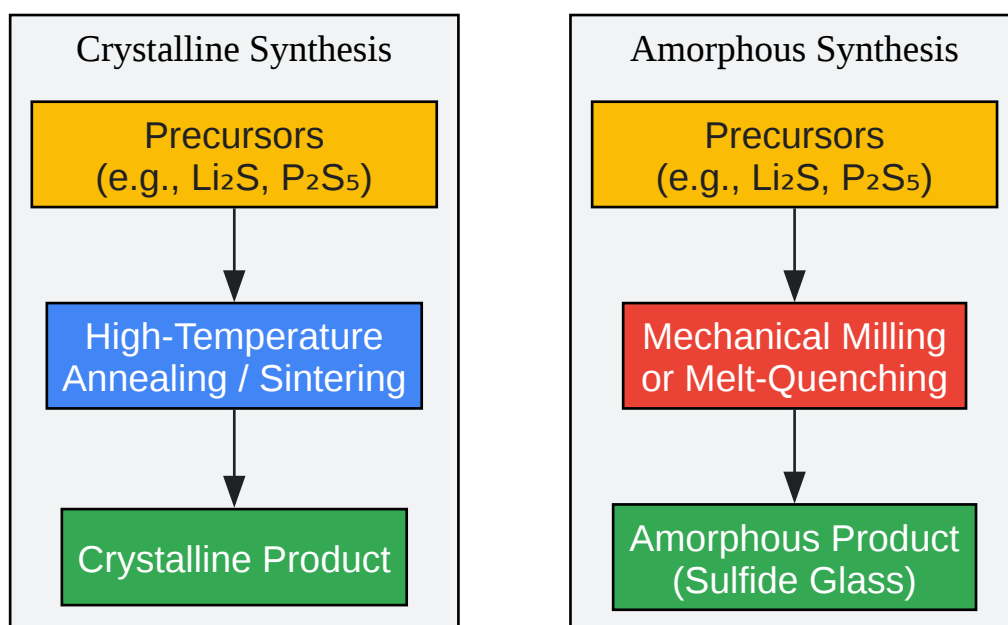 Crystalline Synthesis
Precursors
(e.g., Li₂S, P₂S₅)
High-Temperature
Annealing / Sintering
Crystalline Product
Amorphous Synthesis
Precursors
(e.g., Li₂S, P₂S₅)
Mechanical Milling
or Melt-Quenching
Amorphous Product
(Sulfide Glass)